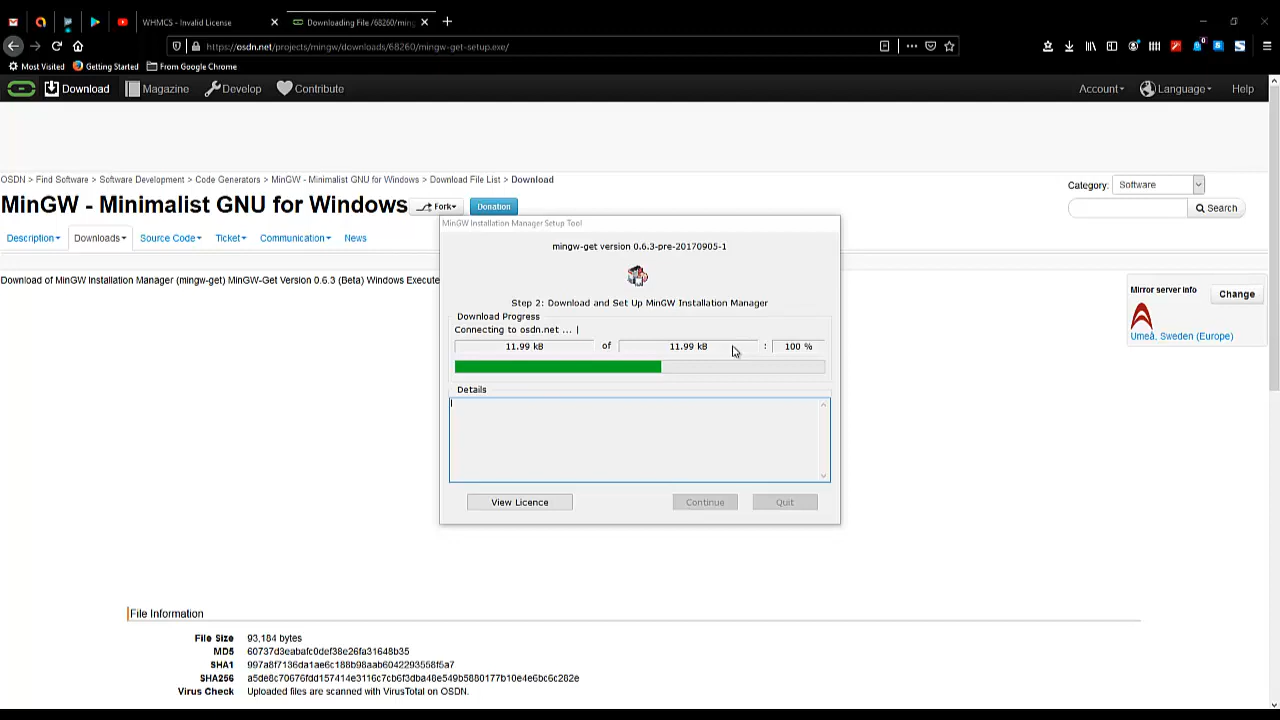 WHMCS - Invalid License
Downloading File /68260/ming
https://osdn.net/projects/mingw/downloads/68260/mingw-get-setup.exe/
Most Visited Getting Started From Google Chrome
Download Magazine Develop Contribute Account Language Help
OSDN > Find Software > Software Development > Code Generators > MinGW - Minimalist GNU for Windows > Download File List > Download
Category: Software
MinGW - Minimalist GNU for Windows Fork Donation
Search
Description Downloads Source Code Ticket Communication News
Download of MinGW Installation Manager (mingw-get) MinGW-Get Version 0.6.3 (Beta) Windows Execute
MinGW Installation Manager Setup Tool
mingw-get version 0.6.3-pre-20170905-1
Step 2: Download and Set Up MinGW Installation Manager
Download Progress
Connecting to osdn.net ... |
11.99 kB of 11.99 kB : 100 %
Details
View Licence Continue Quit
Mirror server info Change
Umeå, Sweden (Europe)
File Information
File Size 93,184 bytes
MD5 60737d3eabafc0def38e26fa31648b35
SHA1 997a8f7136da1ae6c188b98aab6042293558f5a7
SHA256 a5de8c70676fdd157414e3116c7cb6f3dba48e549b5880177b10e4e6bc6c282e
Virus Check Uploaded files are scanned with VirusTotal on OSDN.